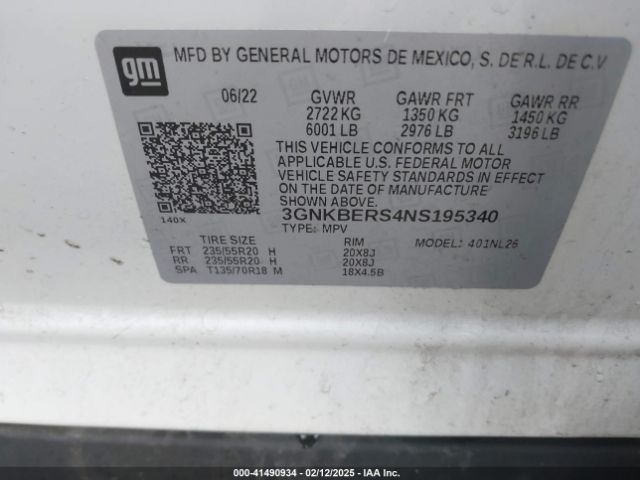 gm
MFD BY GENERAL MOTORS DE MEXICO, S. DE R.L. DE C.V
06/22 GVWR GAWR FRT GAWR RR
2722 KG 1350 KG 1450 KG
6001 LB 2976 LB 3196 LB
THIS VEHICLE CONFORMS TO ALL
APPLICABLE U.S. FEDERAL MOTOR
VEHICLE SAFETY STANDARDS IN EFFECT
ON THE DATE OF MANUFACTURE
SHOWN ABOVE.
3GNKBERS4NS195340
140X TYPE: MPV MODEL: 401NL26
TIRE SIZE RIM
FRT 235/55R20 H 20X8J
RR 235/55R20 H 20X8J
SPA T135/70R18 M 18X4.5B
000-41490934 - 02/12/2025 - IAA, Inc.